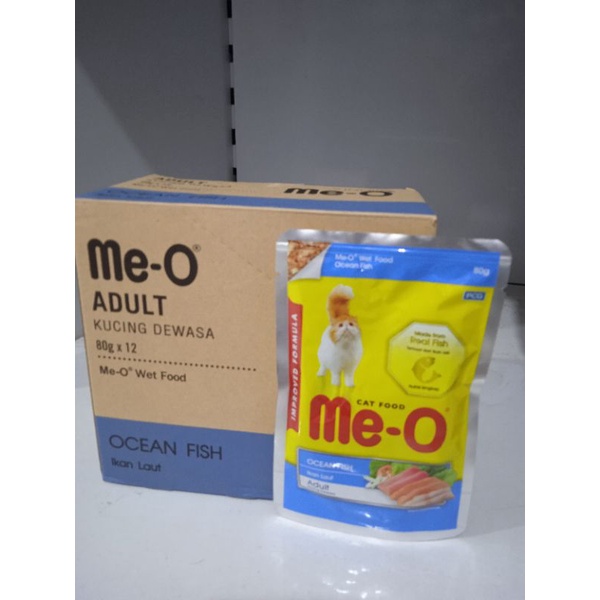 Me-O
Me-O®
ADULT
KUCING DEWASA
80g x 12
Me-O® Wet Food
OCEAN FISH
Ikan Laut
Me-O® Wet Food
Ocean Fish
80g
IMPROVED FORMULA
Made from
Real Fish
CAT FOOD
Me-O
OCEAN FISH
Ikan Laut
Adult